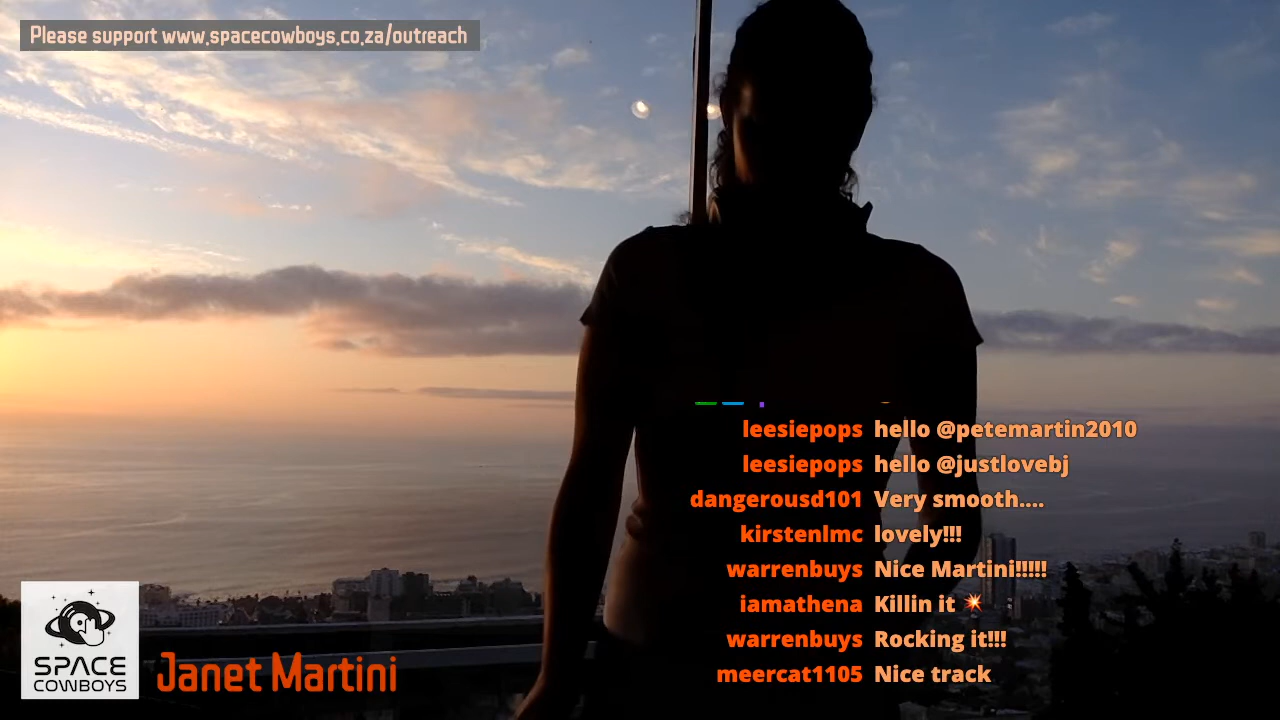 Please support www.spacecowboys.co.za/outreach
leesiepops hello @petemartin2010
leesiepops hello @justlovebj
dangerousd101 Very smooth....
kirstenlmc lovely!!!
warrenbuys Nice Martini!!!!!
iamathena Killin it 💥
warrenbuys Rocking it!!!
meercat1105 Nice track
SPACE
COWBOYS
Janet Martini